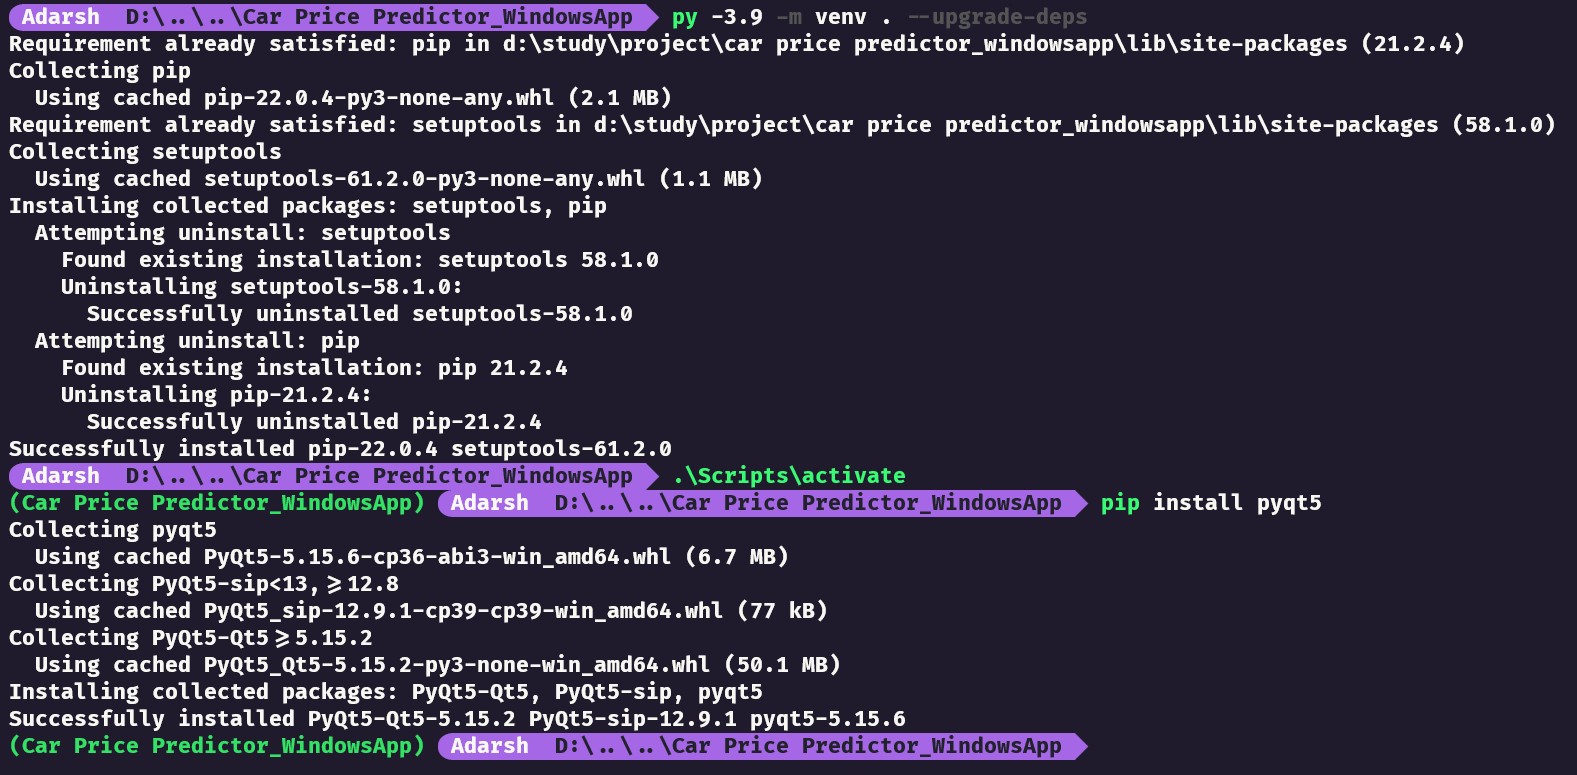 Adarsh D:\..\..\Car Price Predictor_WindowsApp py -3.9 -m venv . --upgrade-deps
Requirement already satisfied: pip in d:\study\project\car price predictor_windowsapp\lib\site-packages (21.2.4)
Collecting pip
  Using cached pip-22.0.4-py3-none-any.whl (2.1 MB)
Requirement already satisfied: setuptools in d:\study\project\car price predictor_windowsapp\lib\site-packages (58.1.0)
Collecting setuptools
  Using cached setuptools-61.2.0-py3-none-any.whl (1.1 MB)
Installing collected packages: setuptools, pip
  Attempting uninstall: setuptools
    Found existing installation: setuptools 58.1.0
    Uninstalling setuptools-58.1.0:
      Successfully uninstalled setuptools-58.1.0
  Attempting uninstall: pip
    Found existing installation: pip 21.2.4
    Uninstalling pip-21.2.4:
      Successfully uninstalled pip-21.2.4
Successfully installed pip-22.0.4 setuptools-61.2.0
Adarsh D:\..\..\Car Price Predictor_WindowsApp .\Scripts\activate
(Car Price Predictor_WindowsApp) Adarsh D:\..\..\Car Price Predictor_WindowsApp pip install pyqt5
Collecting pyqt5
  Using cached PyQt5-5.15.6-cp36-abi3-win_amd64.whl (6.7 MB)
Collecting PyQt5-sip<13,>=12.8
  Using cached PyQt5_sip-12.9.1-cp39-cp39-win_amd64.whl (77 kB)
Collecting PyQt5-Qt5>=5.15.2
  Using cached PyQt5_Qt5-5.15.2-py3-none-win_amd64.whl (50.1 MB)
Installing collected packages: PyQt5-Qt5, PyQt5-sip, pyqt5
Successfully installed PyQt5-Qt5-5.15.2 PyQt5-sip-12.9.1 pyqt5-5.15.6
(Car Price Predictor_WindowsApp) Adarsh D:\..\..\Car Price Predictor_WindowsApp